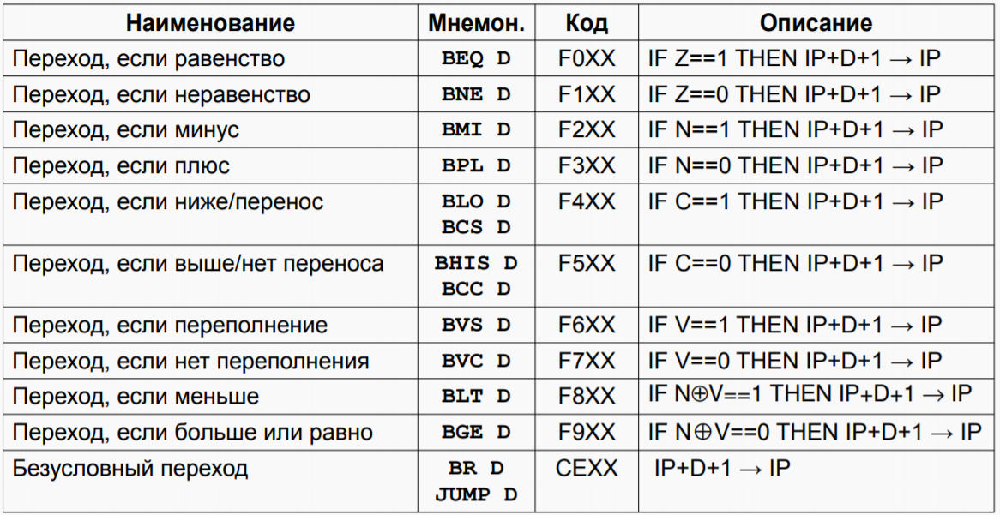 Наименование Мнемон. Код Описание
Переход, если равенство BEQ D F0XX IF Z==1 THEN IP+D+1 → IP
Переход, если неравенство BNE D F1XX IF Z==0 THEN IP+D+1 → IP
Переход, если минус BMI D F2XX IF N==1 THEN IP+D+1 → IP
Переход, если плюс BPL D F3XX IF N==0 THEN IP+D+1 → IP
Переход, если ниже/перенос BLO D F4XX IF C==1 THEN IP+D+1 → IP
BCS D
Переход, если выше/нет переноса BHIS D F5XX IF C==0 THEN IP+D+1 → IP
BCC D
Переход, если переполнение BVS D F6XX IF V==1 THEN IP+D+1 → IP
Переход, если нет переполнения BVC D F7XX IF V==0 THEN IP+D+1 → IP
Переход, если меньше BLT D F8XX IF N⊕V==1 THEN IP+D+1 → IP
Переход, если больше или равно BGE D F9XX IF N⊕V==0 THEN IP+D+1 → IP
Безусловный переход BR D CEXX IP+D+1 → IP
JUMP D